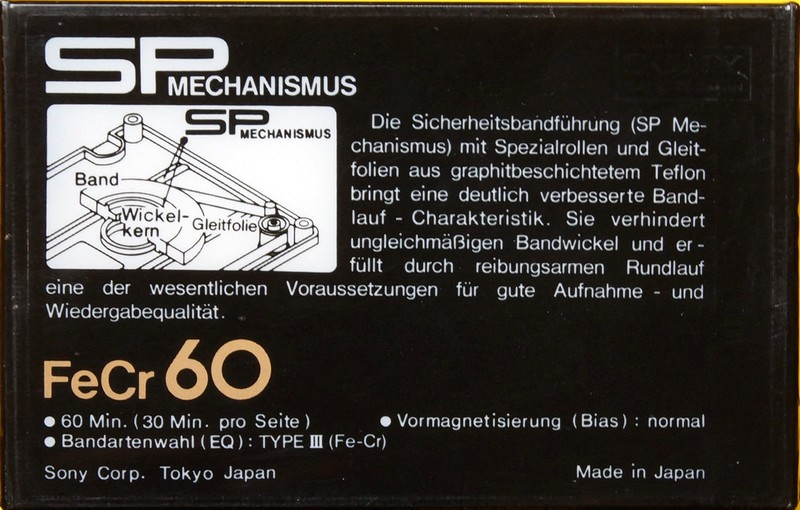 SP MECHANISMUS
SP MECHANISMUS
Band
Wickel-
kern
Gleitfolie
Die Sicherheitsbandführung (SP Me-
chanismus) mit Spezialrollen und Gleit-
folien aus graphitbeschichtetem Teflon
bringt eine deutlich verbesserte Band-
lauf - Charakteristik. Sie verhindert
ungleichmäßigen Bandwickel und er-
füllt durch reibungsarmen Rundlauf
eine der wesentlichen Voraussetzungen für gute Aufnahme - und
Wiedergabequalität.
FeCr 60
● 60 Min. (30 Min. pro Seite) ● Vormagnetisierung (Bias) : normal
● Bandartenwahl (EQ) : TYPE III (Fe-Cr)
Sony Corp. Tokyo Japan Made in Japan